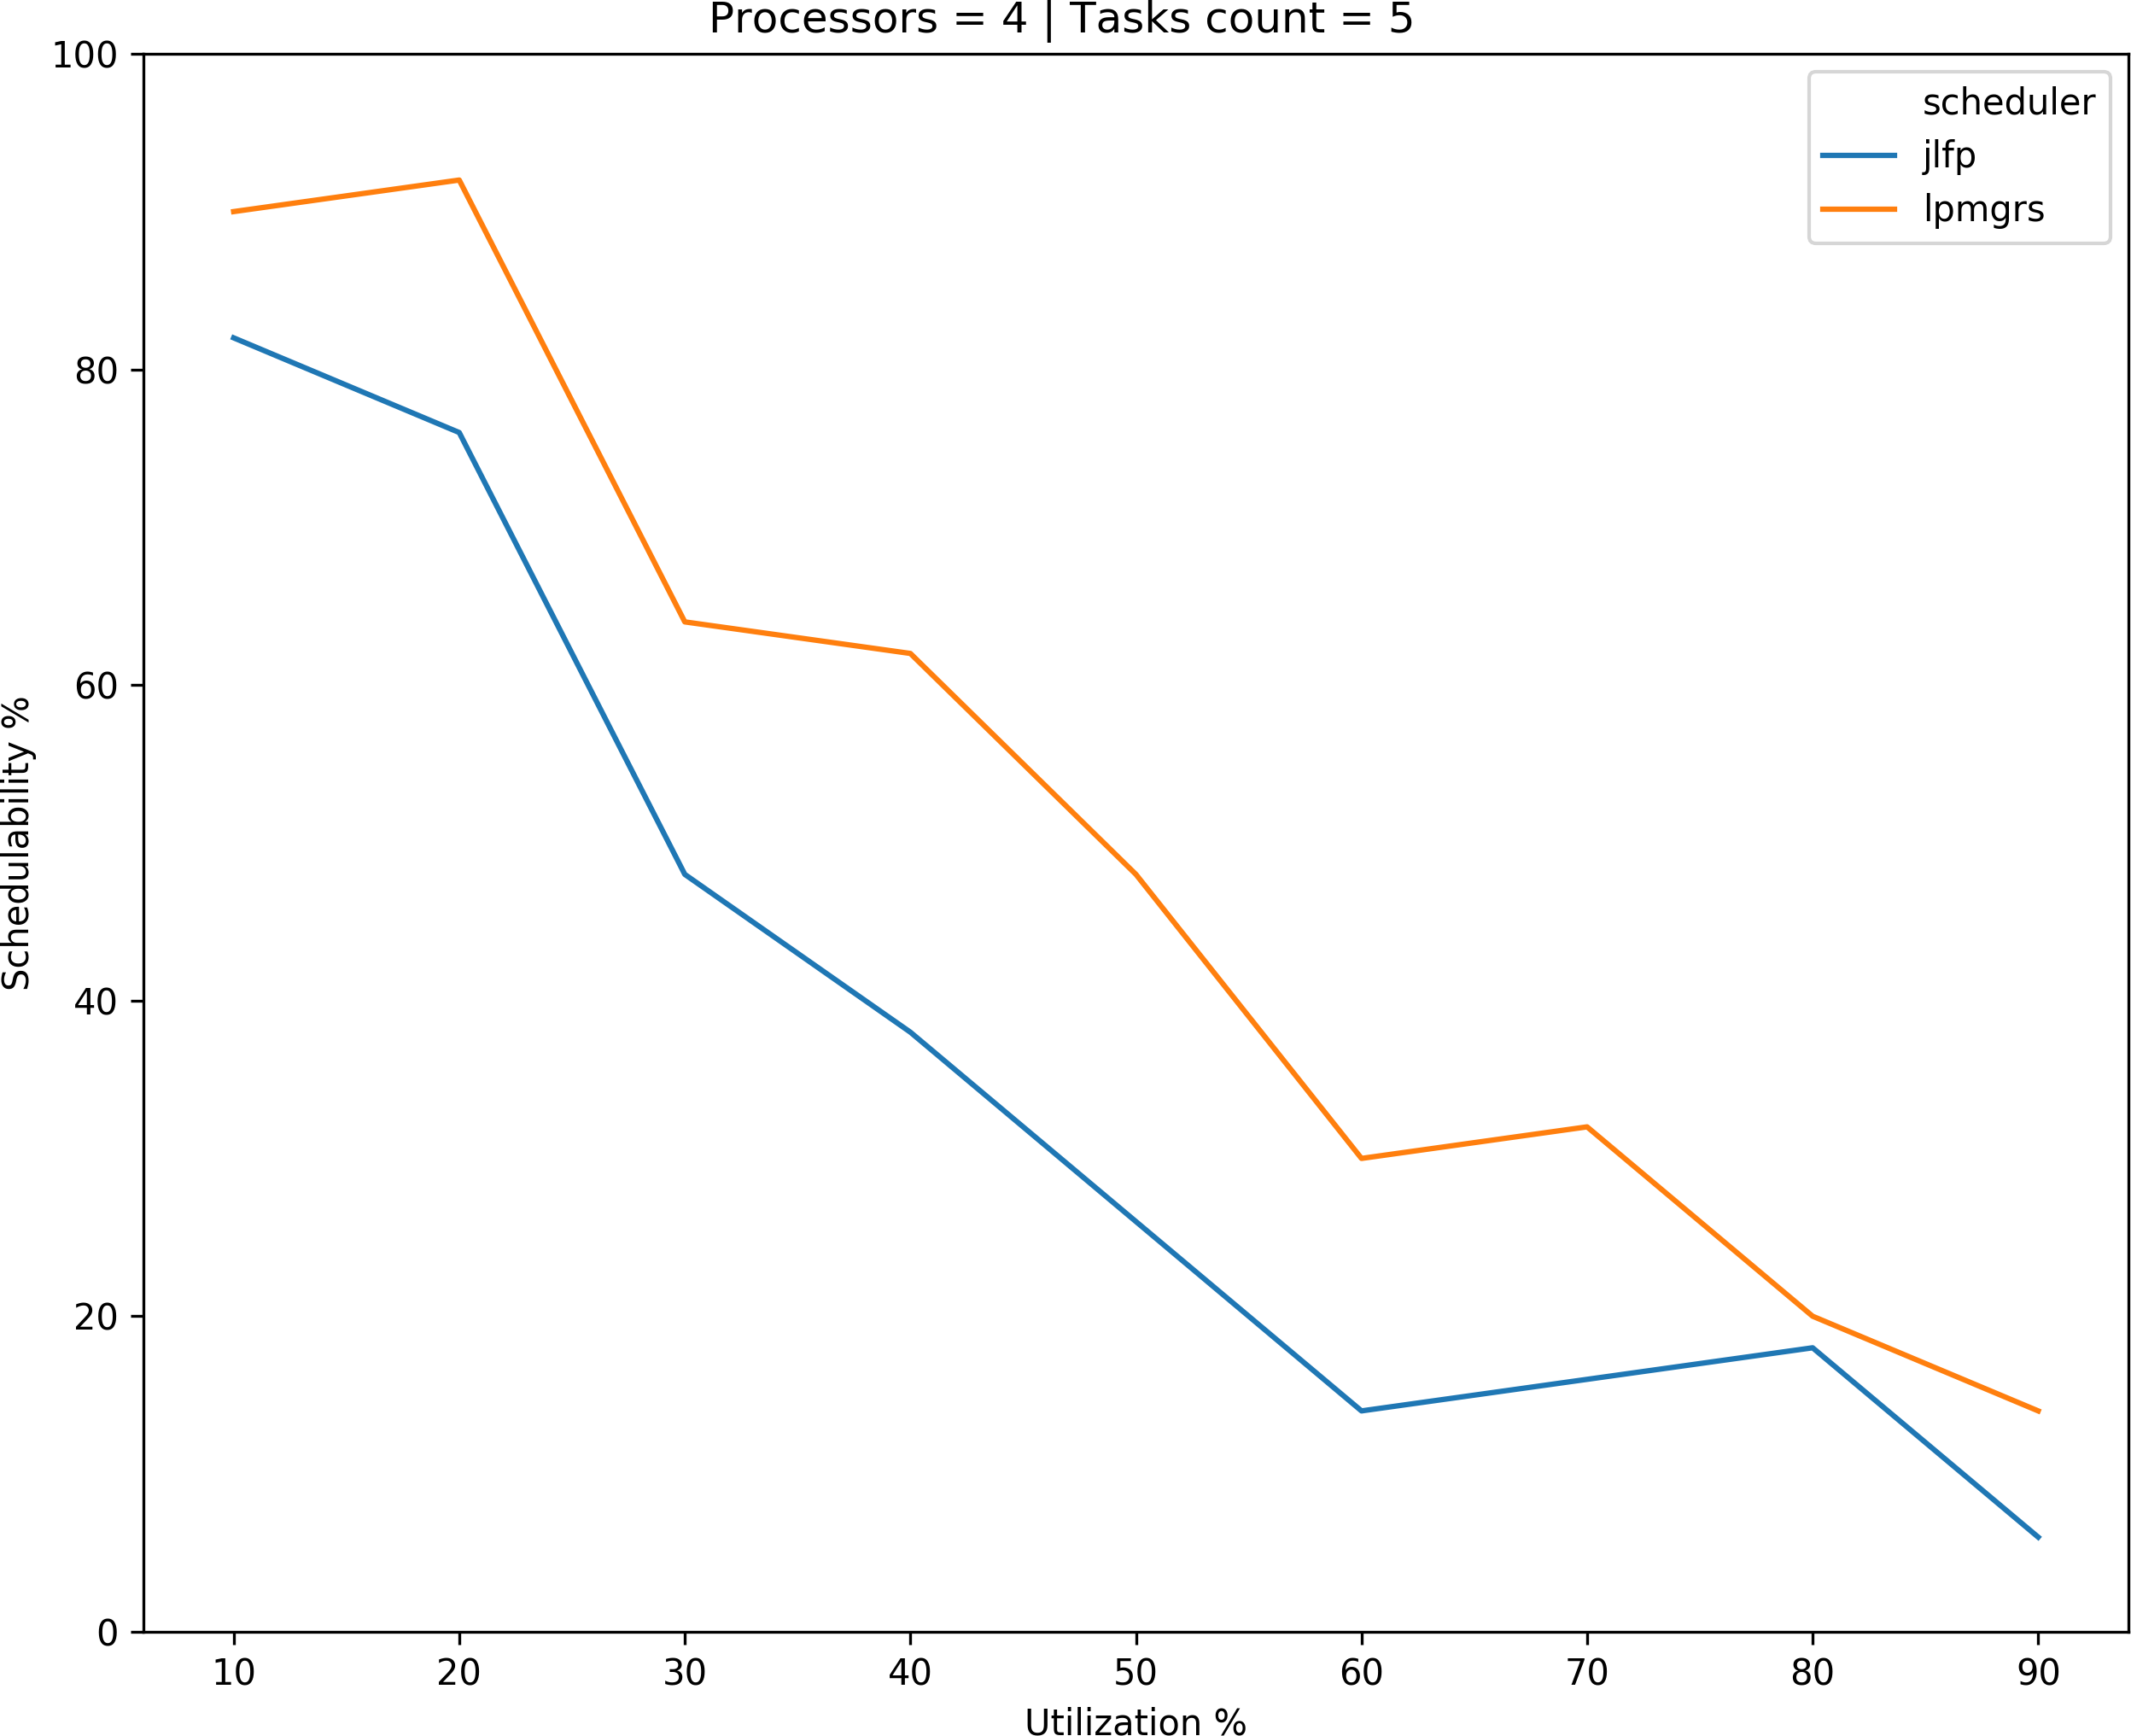 Processors = 4 | Tasks count = 5
scheduler
jlfp
lpmgrs
Schedulability %
100
80
60
40
20
0
10 20 30 40 50 60 70 80 90
Utilization %